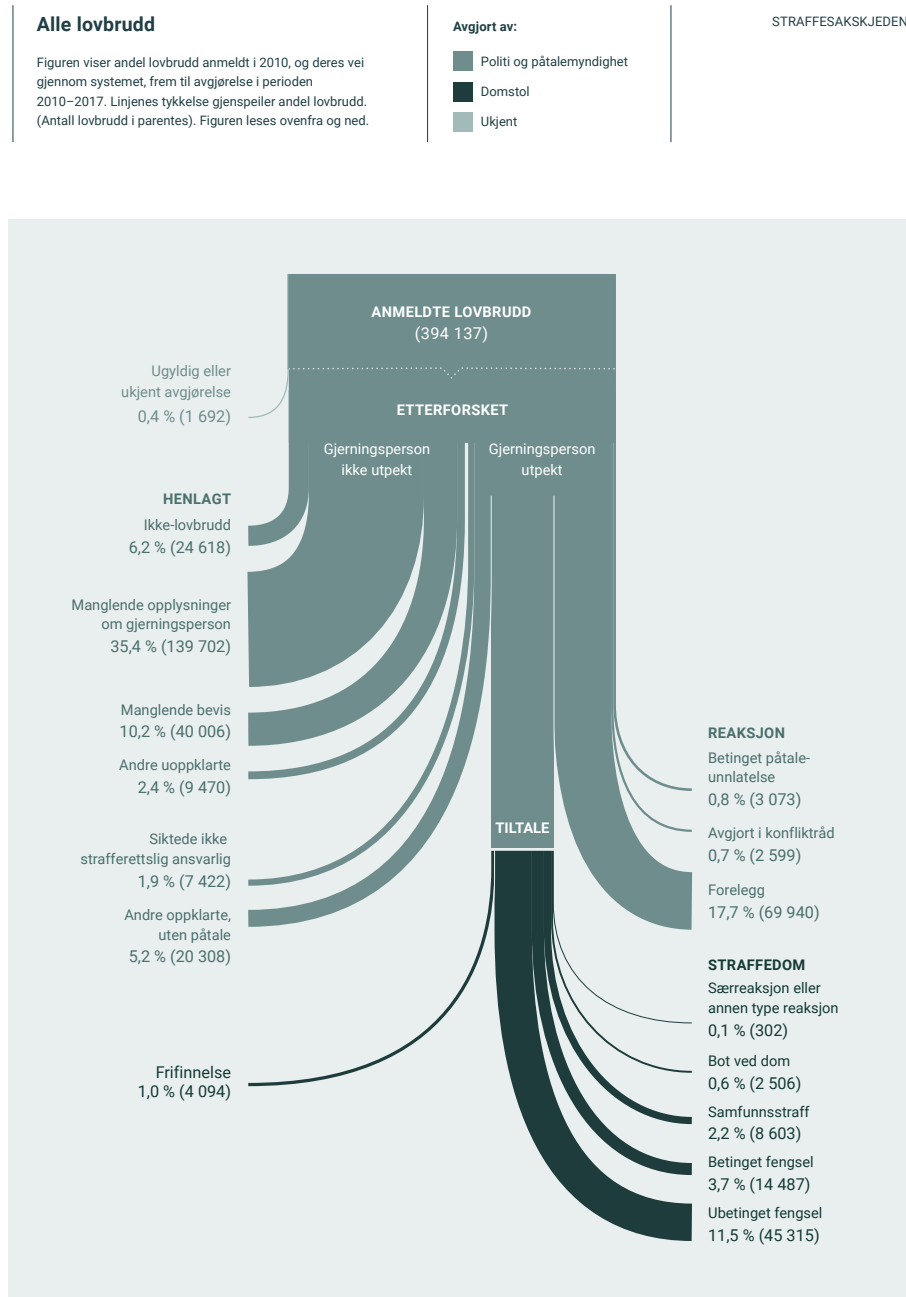 Alle lovbrudd
Figuren viser andel lovbrudd anmeldt i 2010, og deres vei
gjennom systemet, frem til avgjørelse i perioden
2010–2017. Linjenes tykkelse gjenspeiler andel lovbrudd.
(Antall lovbrudd i parentes). Figuren leses ovenfra og ned.
Avgjort av:
Politi og påtalemyndighet
Domstol
Ukjent
STRAFFESAKSKJEDEN
ANMELDTE LOVBRUDD
(394 137)
Ugyldig eller
ukjent avgjørelse
0,4 % (1 692)
ETTERFORSKET
Gjerningsperson
ikke utpekt
Gjerningsperson
utpekt
HENLAGT
Ikke-lovbrudd
6,2 % (24 618)
Manglende opplysninger
om gjerningsperson
35,4 % (139 702)
Manglende bevis
10,2 % (40 006)
Andre uoppklarte
2,4 % (9 470)
Siktede ikke
strafferettslig ansvarlig
1,9 % (7 422)
Andre oppklarte,
uten påtale
5,2 % (20 308)
TILTALE
Frifinnelse
1,0 % (4 094)
REAKSJON
Betinget påtale-
unnlatelse
0,8 % (3 073)
Avgjort i konfliktråd
0,7 % (2 599)
Forelegg
17,7 % (69 940)
STRAFFEDOM
Særreaksjon eller
annen type reaksjon
0,1 % (302)
Bot ved dom
0,6 % (2 506)
Samfunnsstraff
2,2 % (8 603)
Betinget fengsel
3,7 % (14 487)
Ubetinget fengsel
11,5 % (45 315)